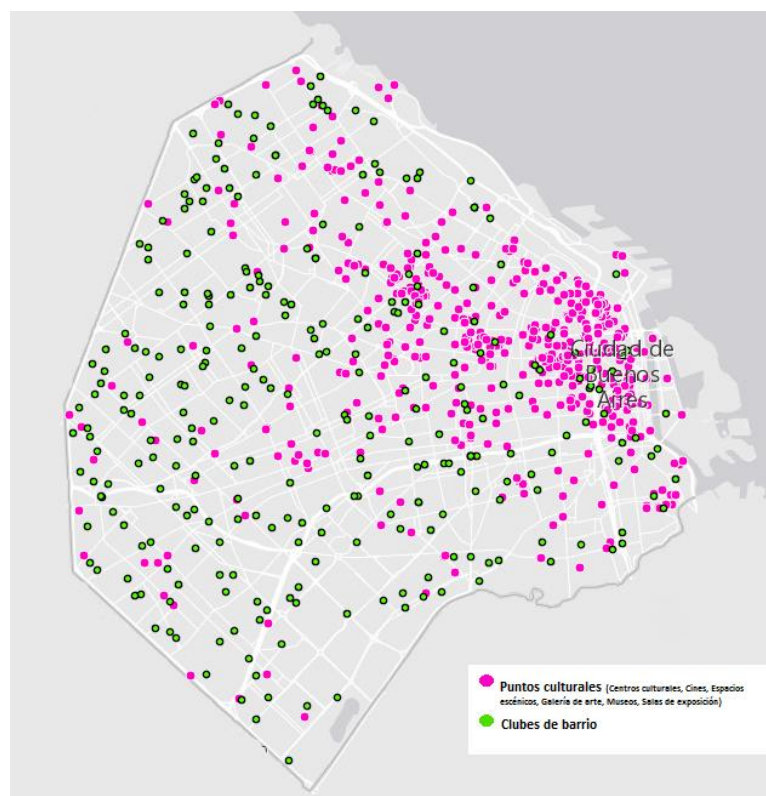 Ciudad de
Buenos
Aires
Puntos culturales (Centros culturales, Cines, Espacios
escénicos, Galería de arte, Museos, Salas de exposición)
Clubes de barrio